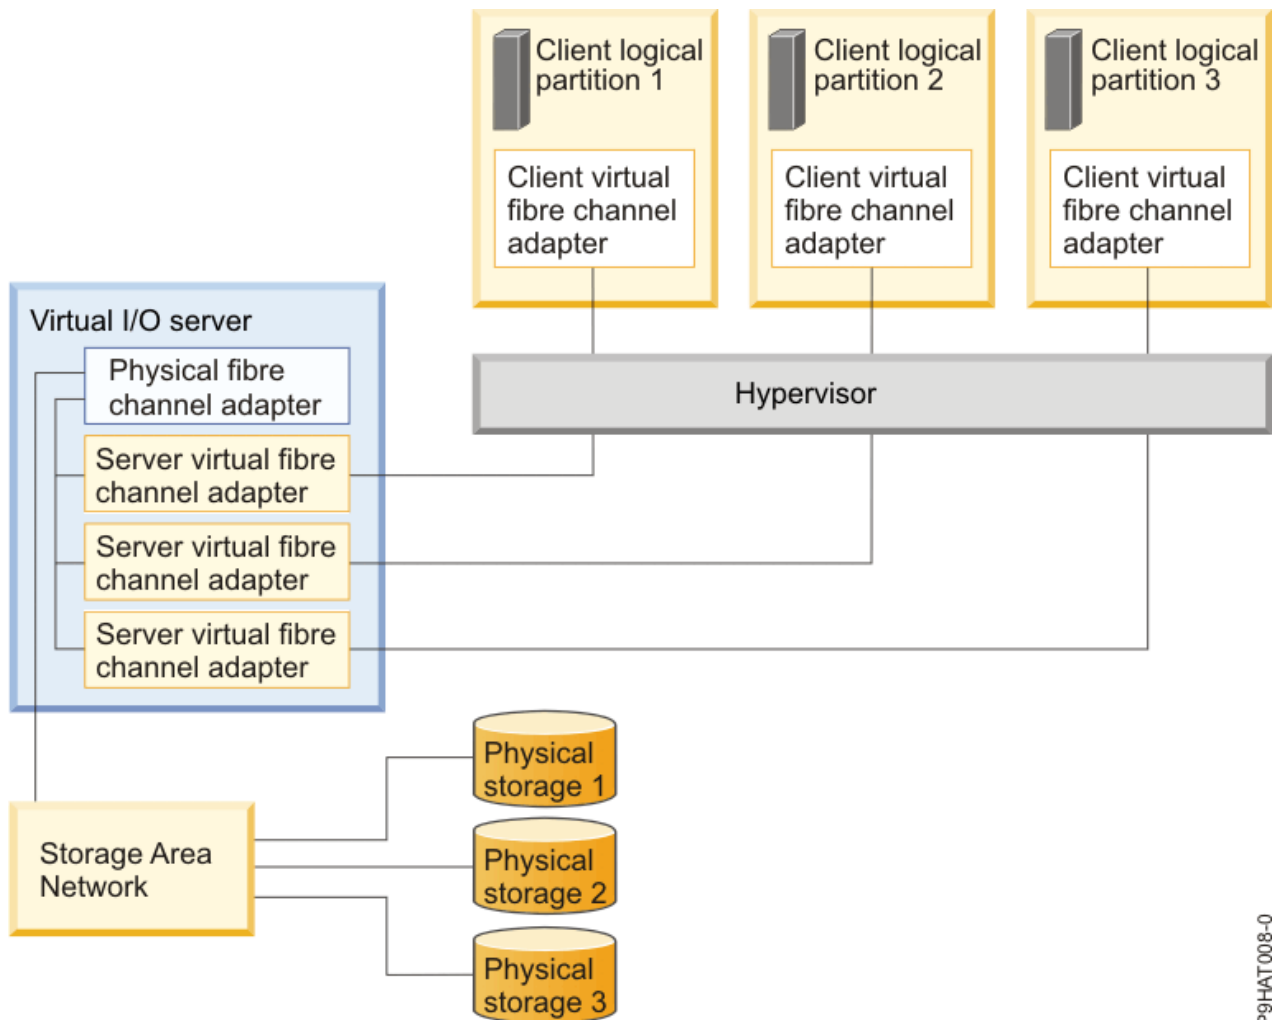 Client logical
partition 1
Client virtual
fibre channel
adapter
Client logical
partition 2
Client virtual
fibre channel
adapter
Client logical
partition 3
Client virtual
fibre channel
adapter
Hypervisor
Virtual I/O server
Physical fibre
channel adapter
Server virtual fibre
channel adapter
Server virtual fibre
channel adapter
Server virtual fibre
channel adapter
Storage Area
Network
Physical
storage 1
Physical
storage 2
Physical
storage 3
P9HAT008-0